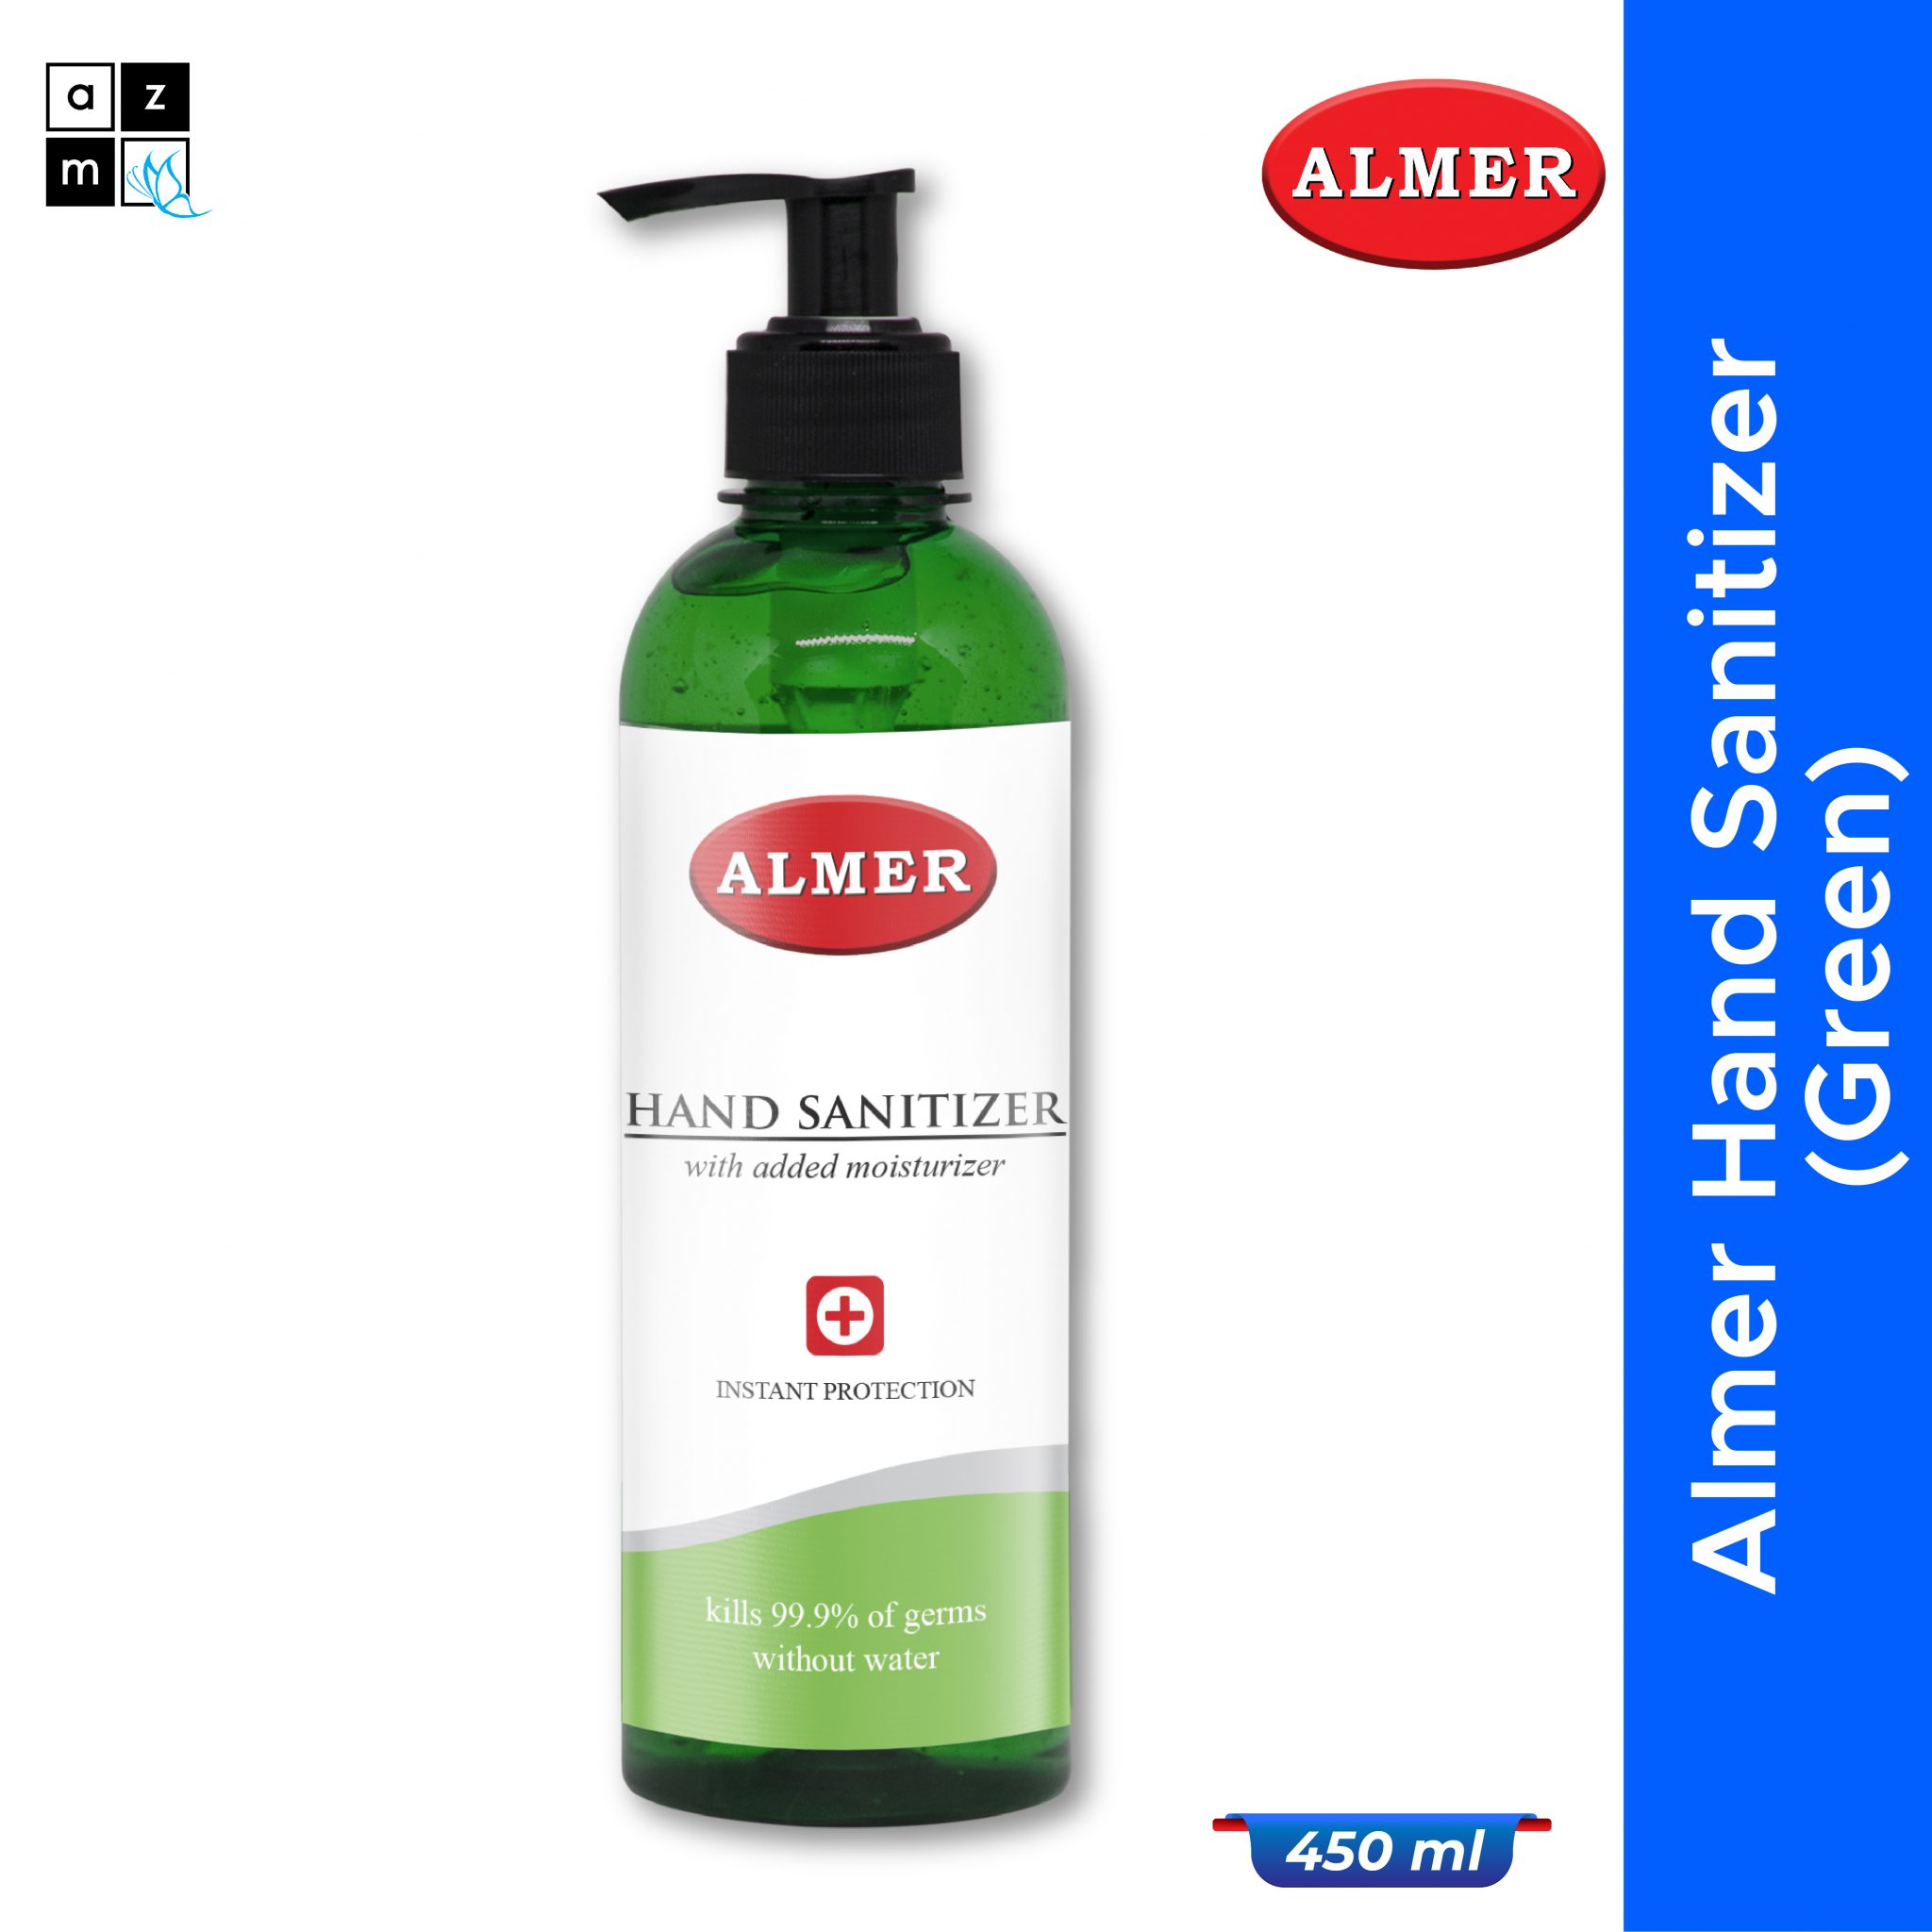 a z
m
ALMER
ALMER
HAND SANITIZER
with added moisturizer
INSTANT PROTECTION
kills 99.9% of germs
without water
450 ml
Almer Hand Sanitizer
(Green)